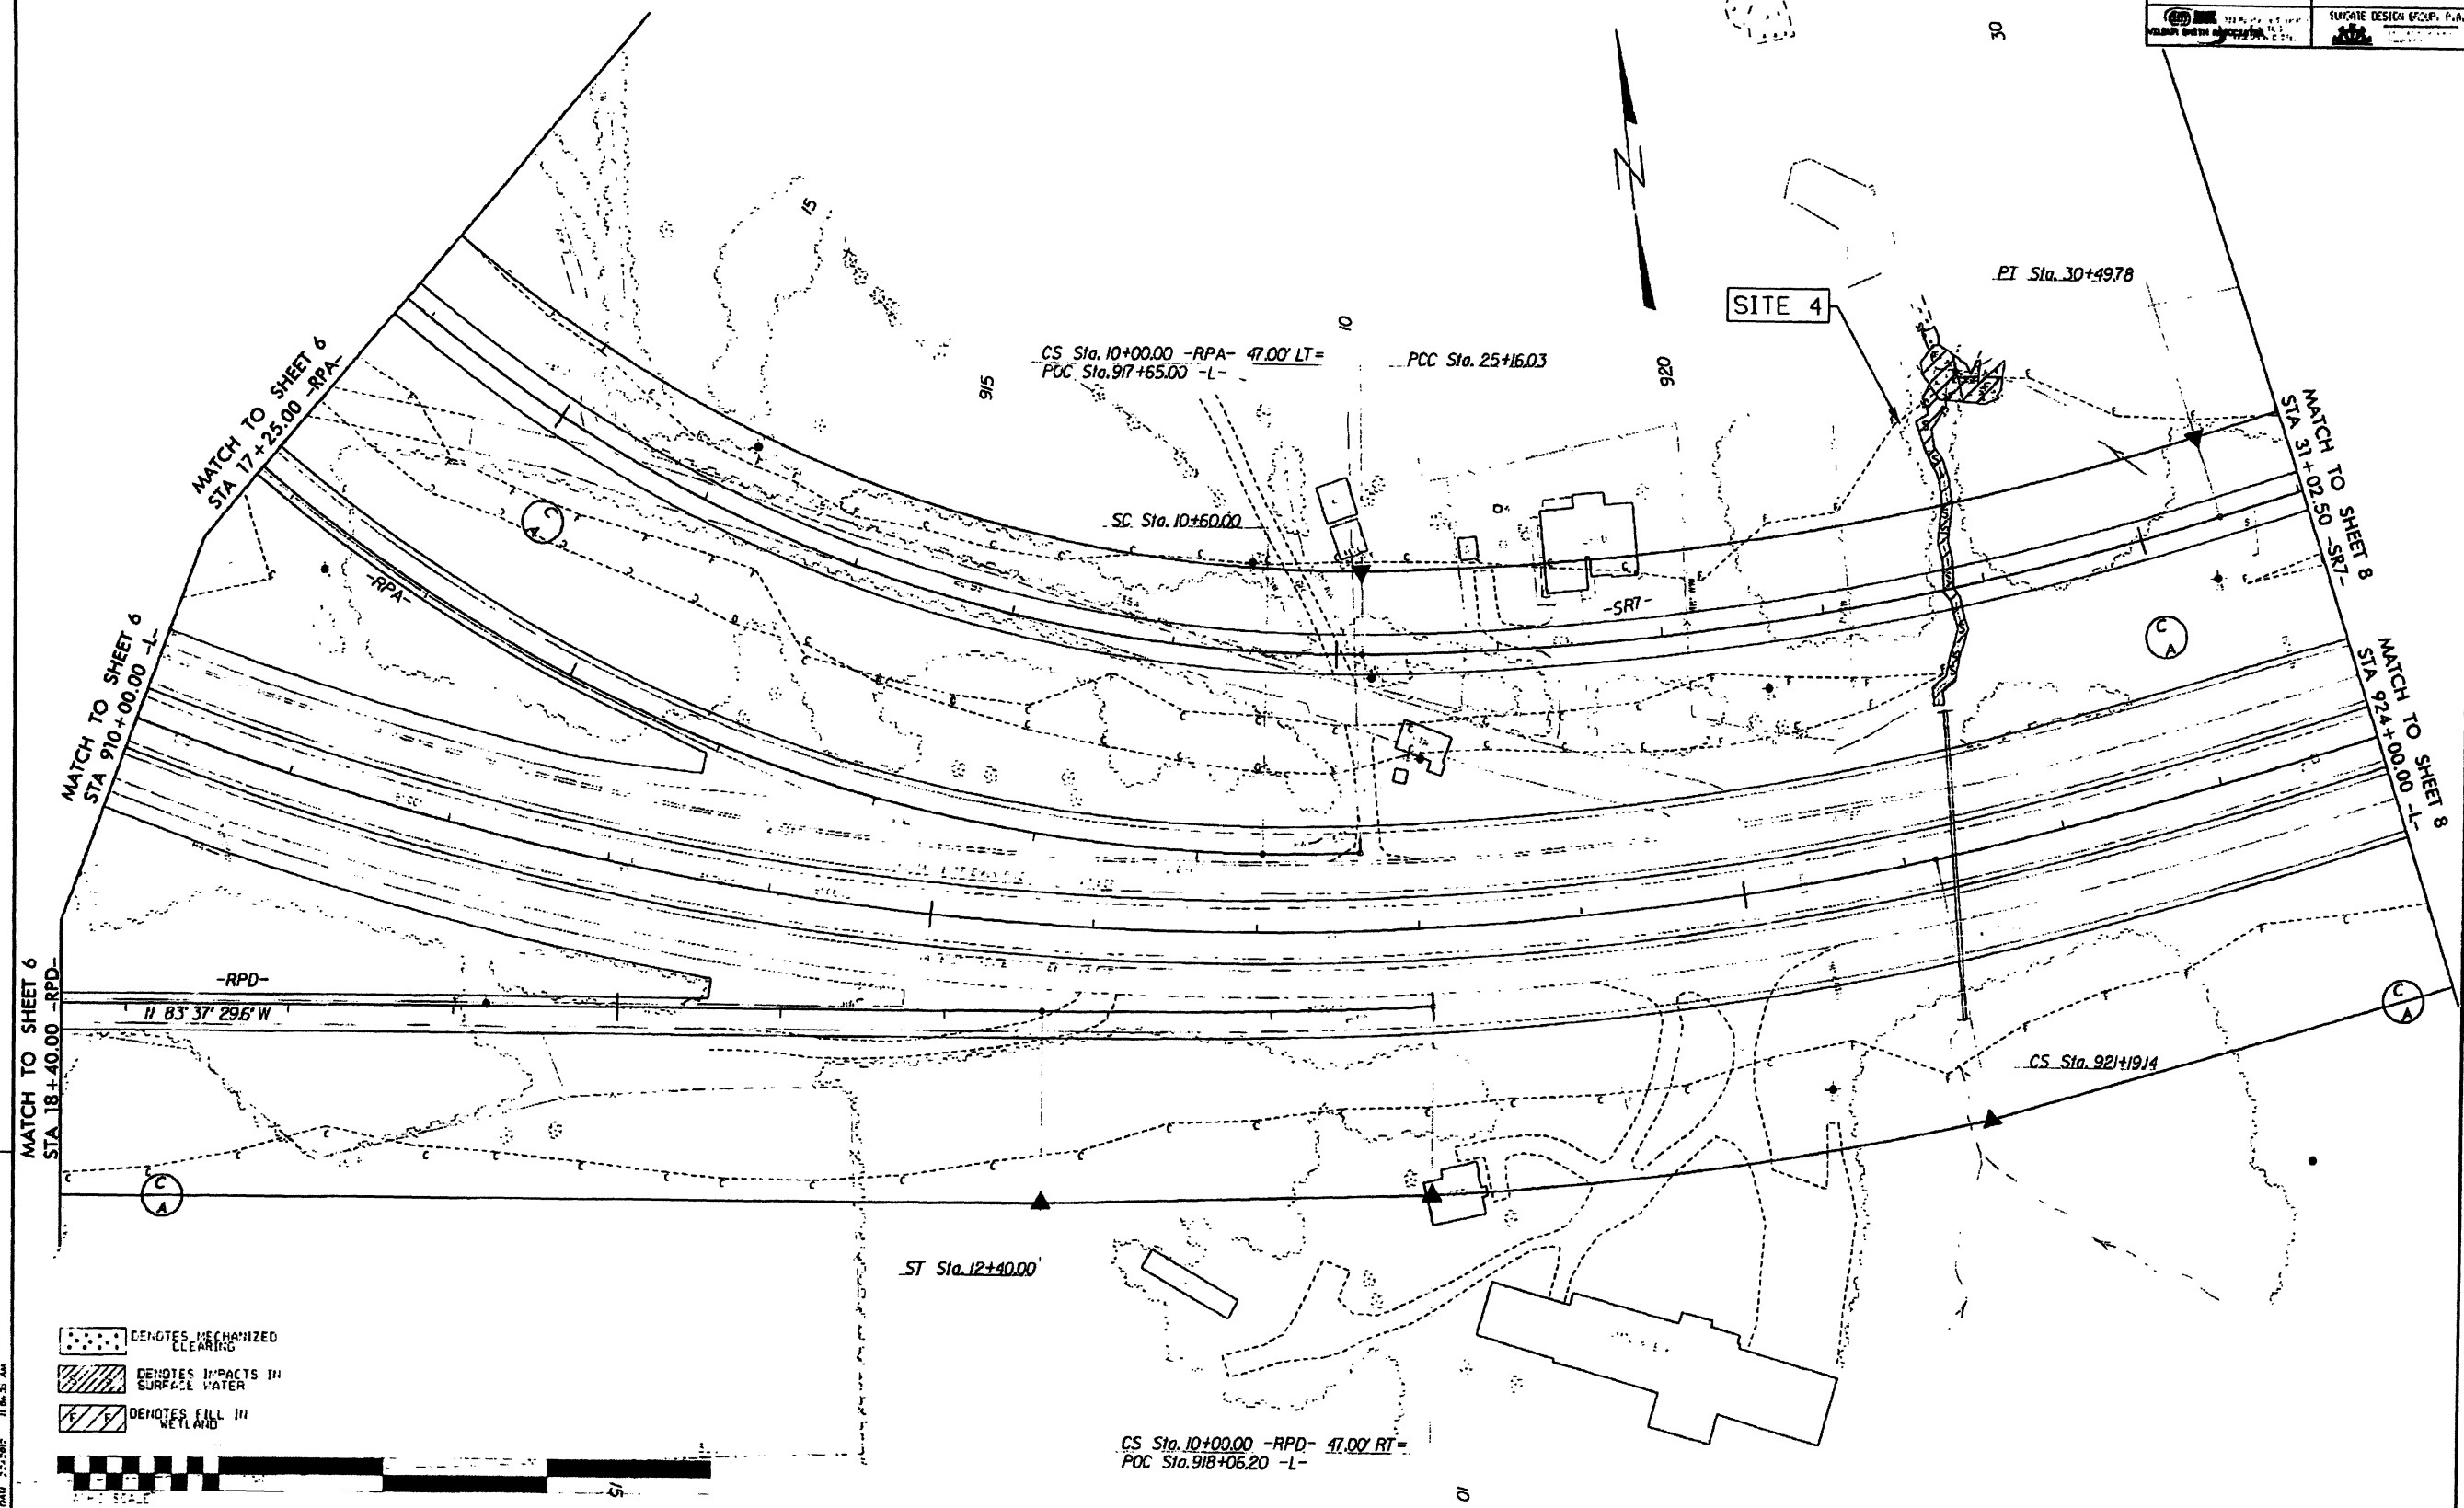 SUNGATE DESIGN GROUP, P.A.
30
15
PI Sta. 30+49.78
SITE 4
10
CS Sta. 10+00.00 -RPA- 47.00' LT=
POC Sta. 917+65.00 -L-
PCC Sta. 25+16.03
915
920
MATCH TO SHEET 6
STA 17+25.00 -RPA-
MATCH TO SHEET 8
STA 31+02.50 -SR7-
SC Sta. 10+60.00
C
A
-RPA-
-SR7-
C
A
MATCH TO SHEET 6
STA 910+00.00 -L-
MATCH TO SHEET 8
STA 924+00.00 -L-
MATCH TO SHEET 6
STA 18+40.00 -RPD-
-RPD-
N 83° 37' 29.6" W
C
A
CS Sta. 921+19.14
C
A
ST Sta. 12+40.00
DENOTES MECHANIZED
CLEARING
DENOTES IMPACTS IN
SURFACE WATER
DENOTES FILL IN
WETLAND
CS Sta. 10+00.00 -RPD- 47.00' RT=
POC Sta. 918+06.20 -L-
15
10